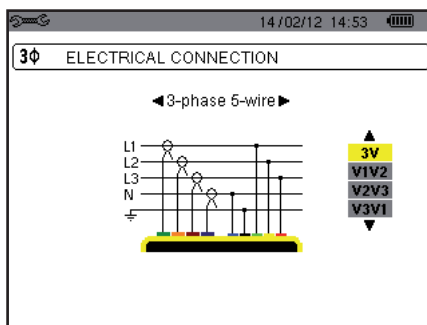 14/02/12 14:53
3Φ ELECTRICAL CONNECTION
◄3-phase 5-wire►
L1
L2
L3
N
3V
V1V2
V2V3
V3V1